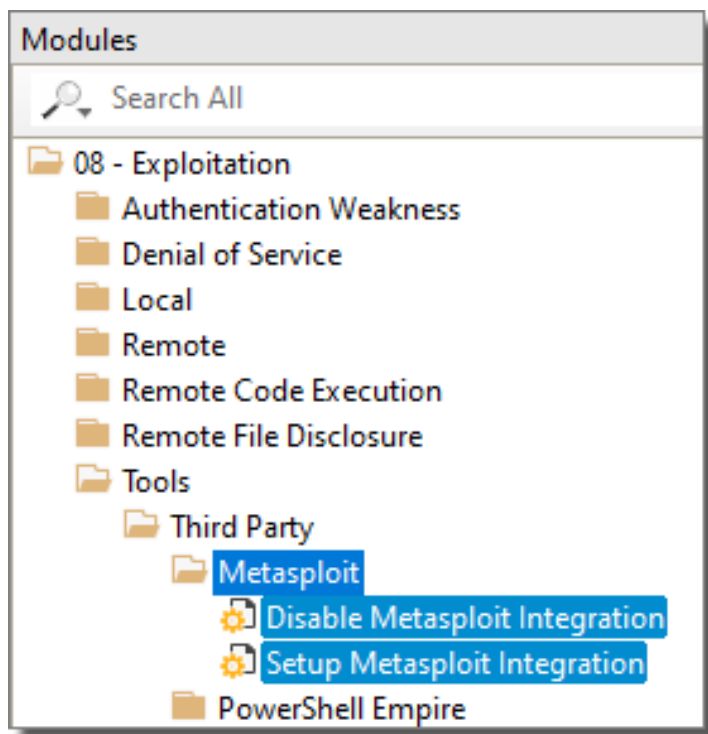 Modules
Search All
08 - Exploitation
Authentication Weakness
Denial of Service
Local
Remote
Remote Code Execution
Remote File Disclosure
Tools
Third Party
Metasploit
Disable Metasploit Integration
Setup Metasploit Integration
PowerShell Empire